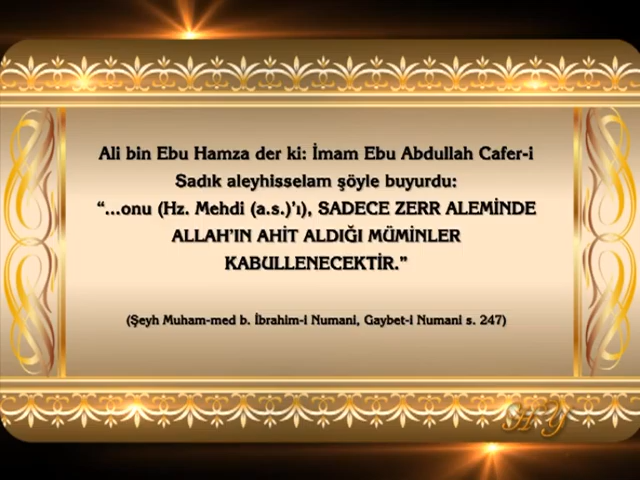 Ali bin Ebu Hamza der ki: İmam Ebu Abdullah Cafer-i
Sadık aleyhisselam şöyle buyurdu:
“...onu (Hz. Mehdi (a.s.)’ı), SADECE ZERR ALEMİNDE
ALLAH’IN AHİT ALDIĞI MÜMİNLER
KABULLENECEKTİR.”
(Şeyh Muham-med b. İbrahim-i Numani, Gaybet-i Numani s. 247)